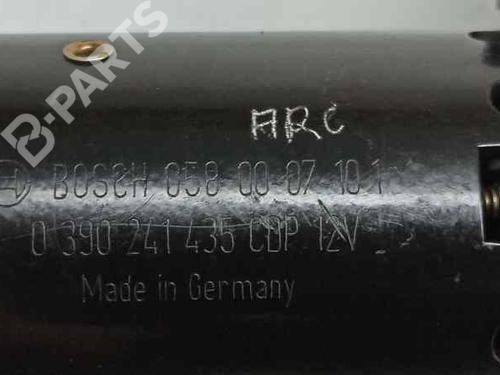 B-PARTS
ARC
BOSCH 058 00 07 10 1
0 390 241 435 CDP 12V
Made in Germany